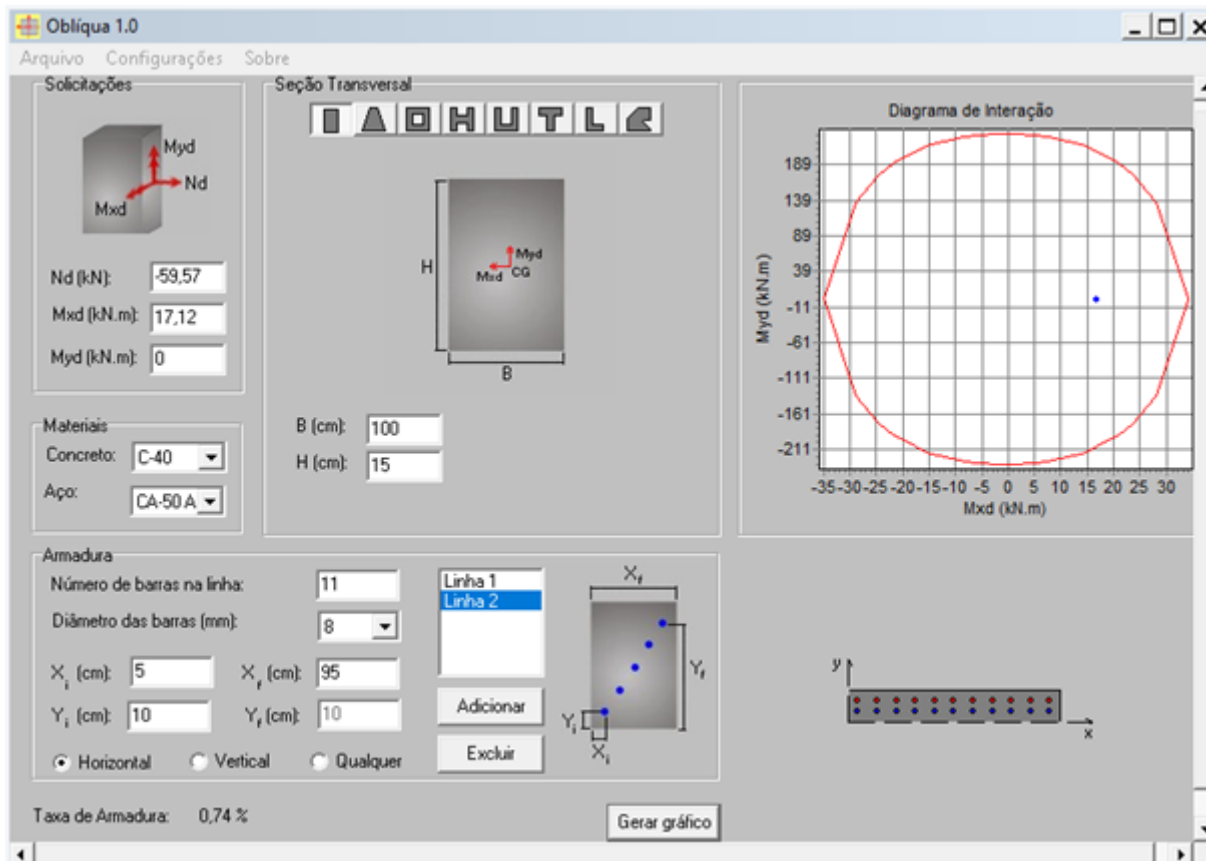 Oblíqua 1.0
Arquivo Configurações Sobre
Solicitações
Myd
Nd
Mxd
Nd (kN): -59,57
Mxd (kN.m): 17,12
Myd (kN.m): 0
Materiais
Concreto: C-40
Aço: CA-50 A
Seção Transversal
H
Myd
Mxd CG
B
B (cm): 100
H (cm): 15
Diagrama de Interação
Myd (kN.m)
189
139
89
39
-11
-61
-111
-161
-211
-35 -30 -25 -20 -15 -10 -5 0 5 10 15 20 25 30
Mxd (kN.m)
Armadura
Número de barras na linha: 11
Diâmetro das barras (mm): 8
Xi (cm): 5 Xf (cm): 95
Yi (cm): 10 Yf (cm): 10
Horizontal Vertical Qualquer
Linha 1
Linha 2
Adicionar
Excluir
Xf
Yf
Yi
Xi
y
x
Taxa de Armadura: 0,74 %
Gerar gráfico